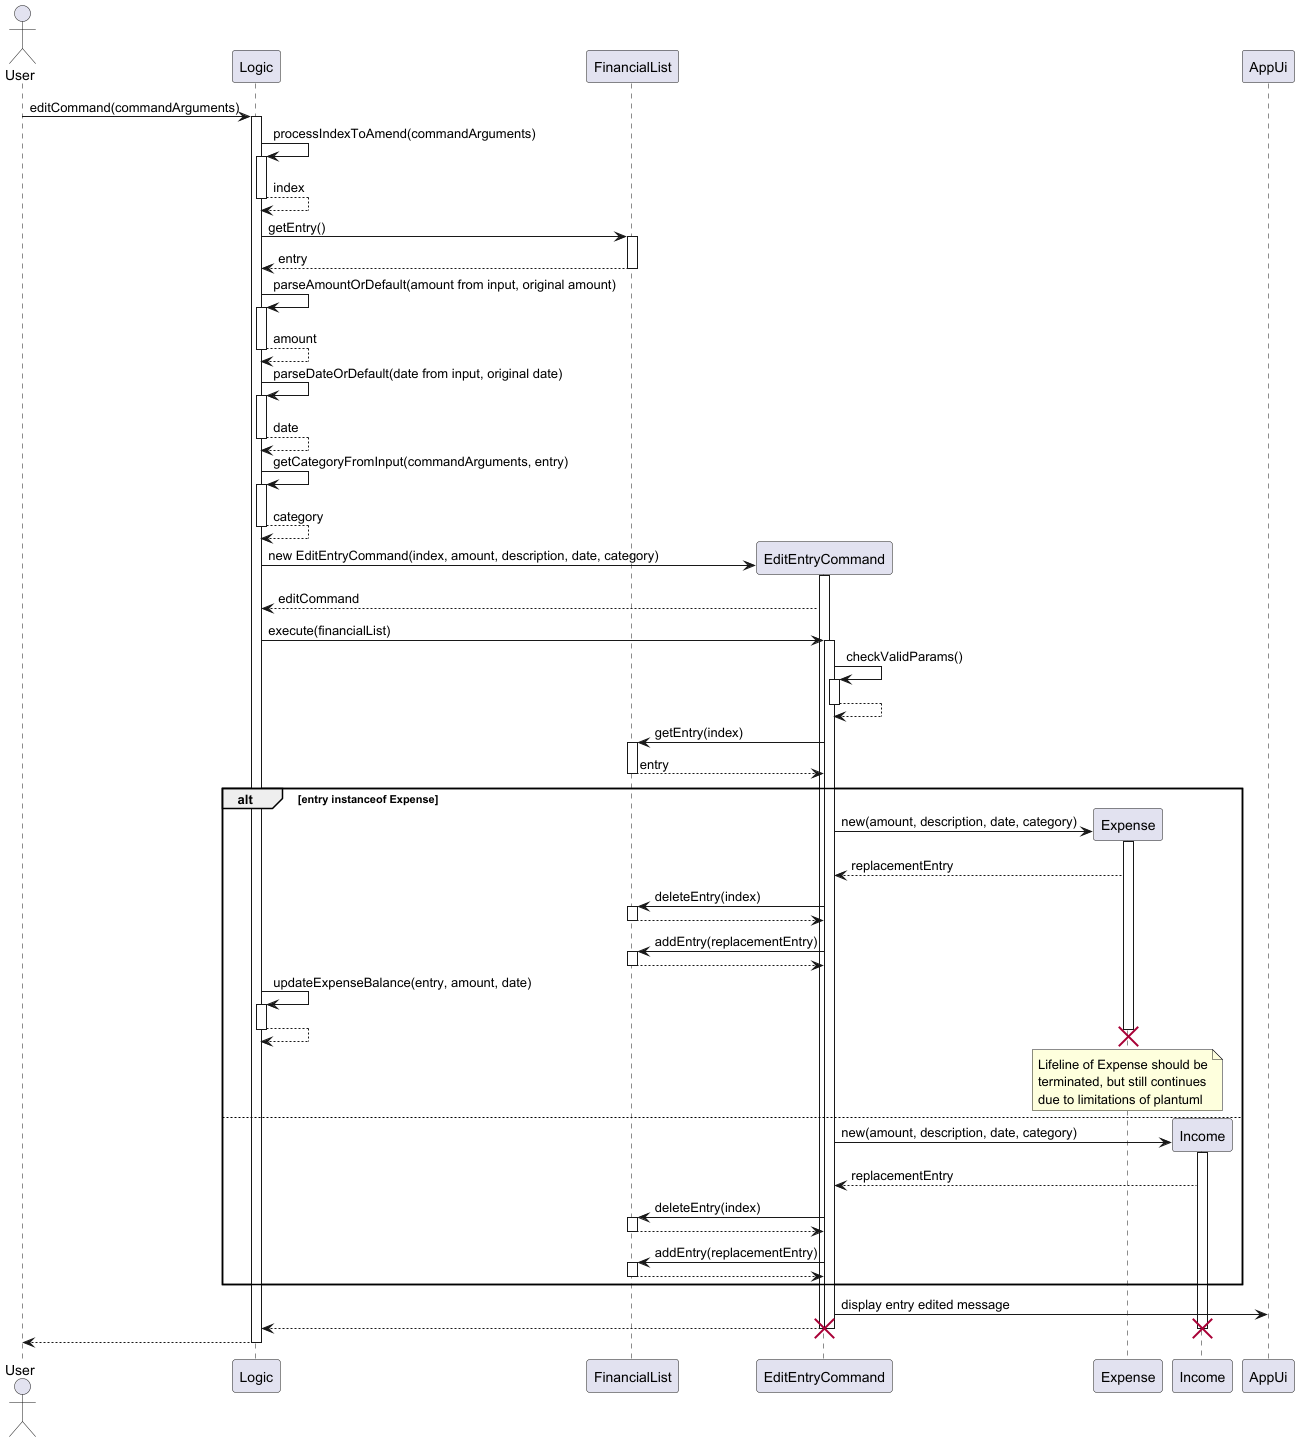 User
Logic
FinancialList
AppUi
editCommand(commandArguments)
processIndexToAmend(commandArguments)
index
getEntry()
entry
parseAmountOrDefault(amount from input, original amount)
amount
parseDateOrDefault(date from input, original date)
date
getCategoryFromInput(commandArguments, entry)
category
new EditEntryCommand(index, amount, description, date, category)
EditEntryCommand
editCommand
execute(financialList)
checkValidParams()
getEntry(index)
entry
alt
[entry instanceof Expense]
new(amount, description, date, category)
Expense
replacementEntry
deleteEntry(index)
addEntry(replacementEntry)
updateExpenseBalance(entry, amount, date)
Lifeline of Expense should be
terminated, but still continues
due to limitations of plantuml
new(amount, description, date, category)
Income
replacementEntry
deleteEntry(index)
addEntry(replacementEntry)
display entry edited message
User
Logic
FinancialList
EditEntryCommand
Expense
Income
AppUi